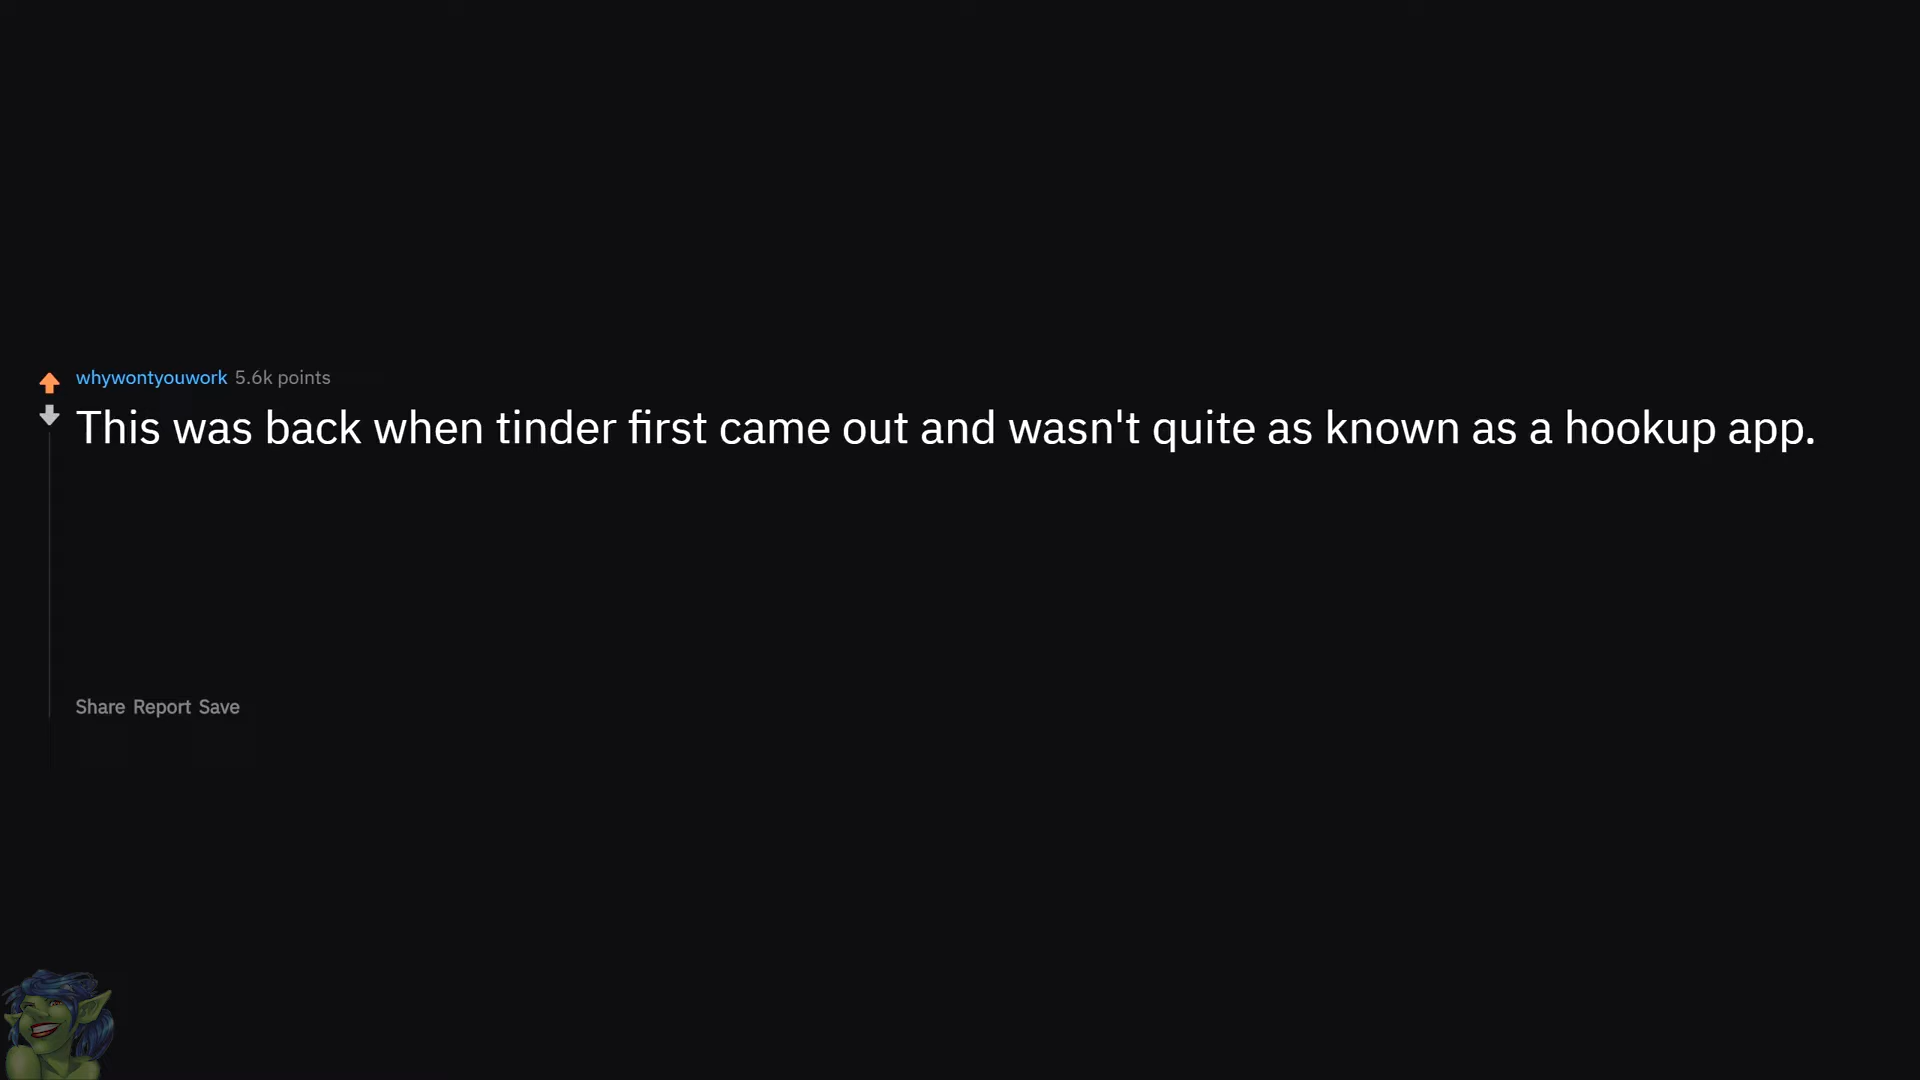 whywontyouwork 5.6k points
This was back when tinder first came out and wasn't quite as known as a hookup app.
Share Report Save